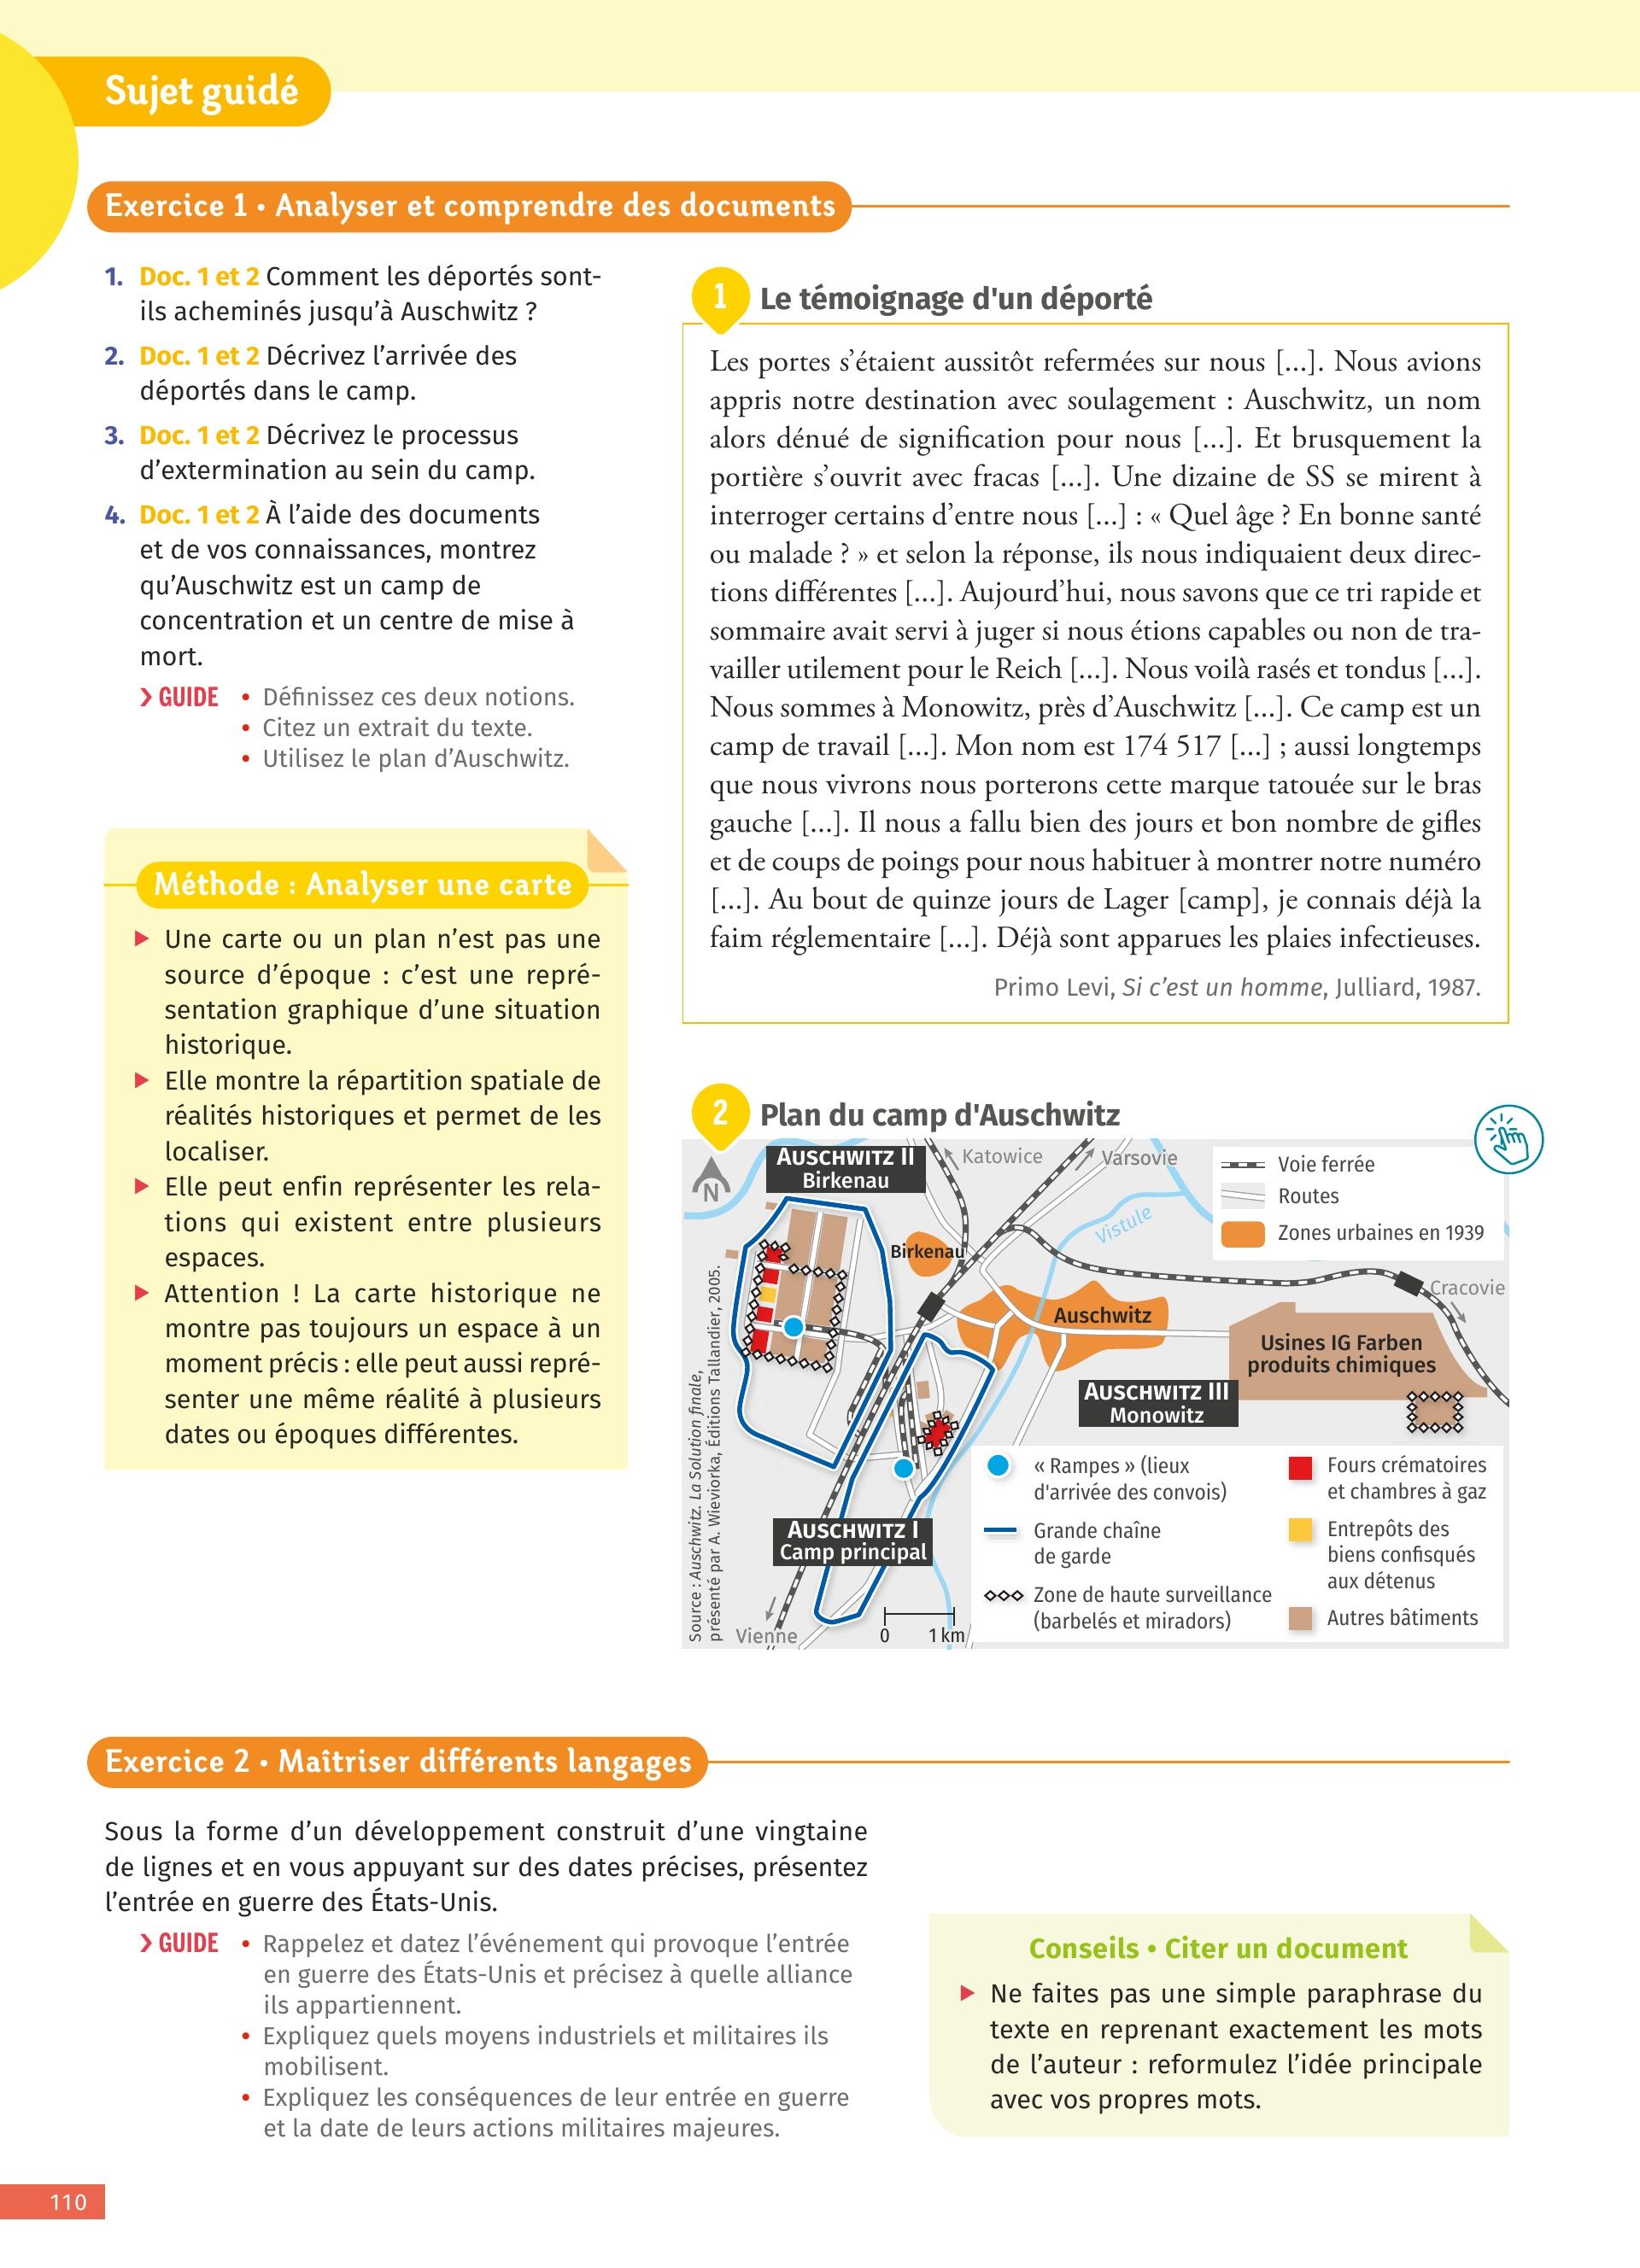 Sujet guidé
Exercice 1 • Analyser et comprendre des documents
1. Doc. 1 et 2 Comment les déportés sont-
ils acheminés jusqu’à Auschwitz ?
2. Doc. 1 et 2 Décrivez l’arrivée des
déportés dans le camp.
3. Doc. 1 et 2 Décrivez le processus
d’extermination au sein du camp.
4. Doc. 1 et 2 À l’aide des documents
et de vos connaissances, montrez
qu’Auschwitz est un camp de
concentration et un centre de mise à
mort.
GUIDE • Définissez ces deux notions.
• Citez un extrait du texte.
• Utilisez le plan d’Auschwitz.
Méthode : Analyser une carte
Une carte ou un plan n’est pas une
source d’époque : c’est une repré-
sentation graphique d’une situation
historique.
Elle montre la répartition spatiale de
réalités historiques et permet de les
localiser.
Elle peut enfin représenter les rela-
tions qui existent entre plusieurs
espaces.
Attention ! La carte historique ne
montre pas toujours un espace à un
moment précis : elle peut aussi repré-
senter une même réalité à plusieurs
dates ou époques différentes.
1 Le témoignage d'un déporté
Les portes s’étaient aussitôt refermées sur nous [...]. Nous avions
appris notre destination avec soulagement : Auschwitz, un nom
alors dénué de signification pour nous [...]. Et brusquement la
portière s’ouvrit avec fracas [...]. Une dizaine de SS se mirent à
interroger certains d’entre nous [...] : « Quel âge ? En bonne santé
ou malade ? » et selon la réponse, ils nous indiquaient deux direc-
tions différentes [...]. Aujourd’hui, nous savons que ce tri rapide et
sommaire avait servi à juger si nous étions capables ou non de tra-
vailler utilement pour le Reich [...]. Nous voilà rasés et tondus [...].
Nous sommes à Monowitz, près d’Auschwitz [...]. Ce camp est un
camp de travail [...]. Mon nom est 174 517 [...] ; aussi longtemps
que nous vivrons nous porterons cette marque tatouée sur le bras
gauche [...]. Il nous a fallu bien des jours et bon nombre de gifles
et de coups de poings pour nous habituer à montrer notre numéro
[...]. Au bout de quinze jours de Lager [camp], je connais déjà la
faim réglementaire [...]. Déjà sont apparues les plaies infectieuses.
Primo Levi, Si c’est un homme, Julliard, 1987.
2 Plan du camp d'Auschwitz
N
AUSCHWITZ II
Birkenau
Katowice
Varsovie
Vistule
Birkenau
Auschwitz
Cracovie
Usines IG Farben
produits chimiques
AUSCHWITZ III
Monowitz
AUSCHWITZ I
Camp principal
Vienne
0 1 km
Voie ferrée
Routes
Zones urbaines en 1939
« Rampes » (lieux
d'arrivée des convois)
Grande chaîne
de garde
Zone de haute surveillance
(barbelés et miradors)
Fours crématoires
et chambres à gaz
Entrepôts des
biens confisqués
aux détenus
Autres bâtiments
Source : Auschwitz. La Solution finale,
présenté par A. Wieviorka, Éditions Tallandier, 2005.
Exercice 2 • Maîtriser différents langages
Sous la forme d’un développement construit d’une vingtaine
de lignes et en vous appuyant sur des dates précises, présentez
l’entrée en guerre des États-Unis.
GUIDE • Rappelez et datez l’événement qui provoque l’entrée
en guerre des États-Unis et précisez à quelle alliance
ils appartiennent.
• Expliquez quels moyens industriels et militaires ils
mobilisent.
• Expliquez les conséquences de leur entrée en guerre
et la date de leurs actions militaires majeures.
Conseils • Citer un document
Ne faites pas une simple paraphrase du
texte en reprenant exactement les mots
de l’auteur : reformulez l’idée principale
avec vos propres mots.
110